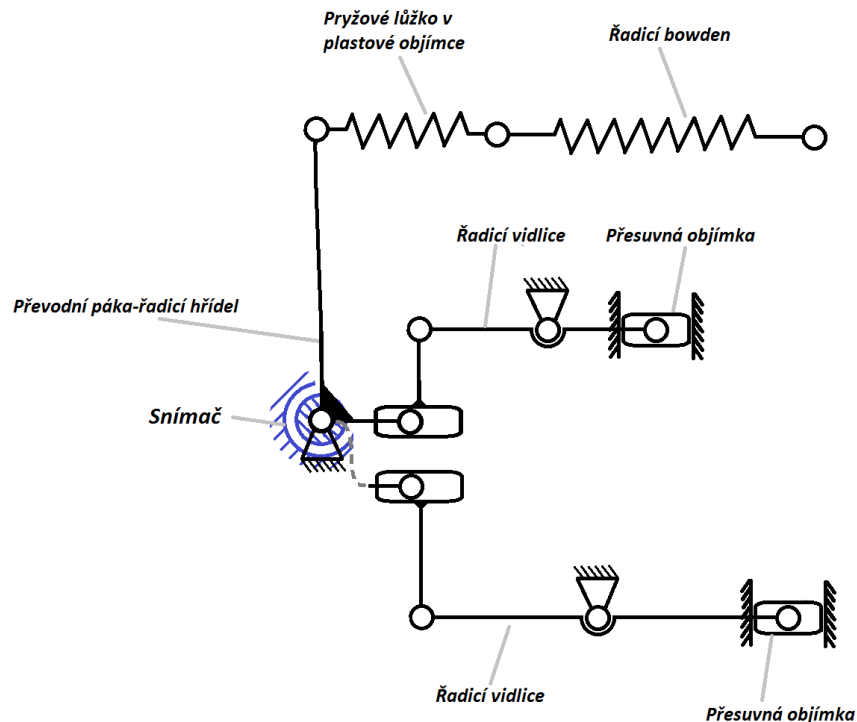 Pryžové lůžko v
plastové objímce
Řadicí bowden
Řadicí vidlice
Přesuvná objímka
Převodní páka-řadicí hřídel
Snímač
Řadicí vidlice
Přesuvná objímka